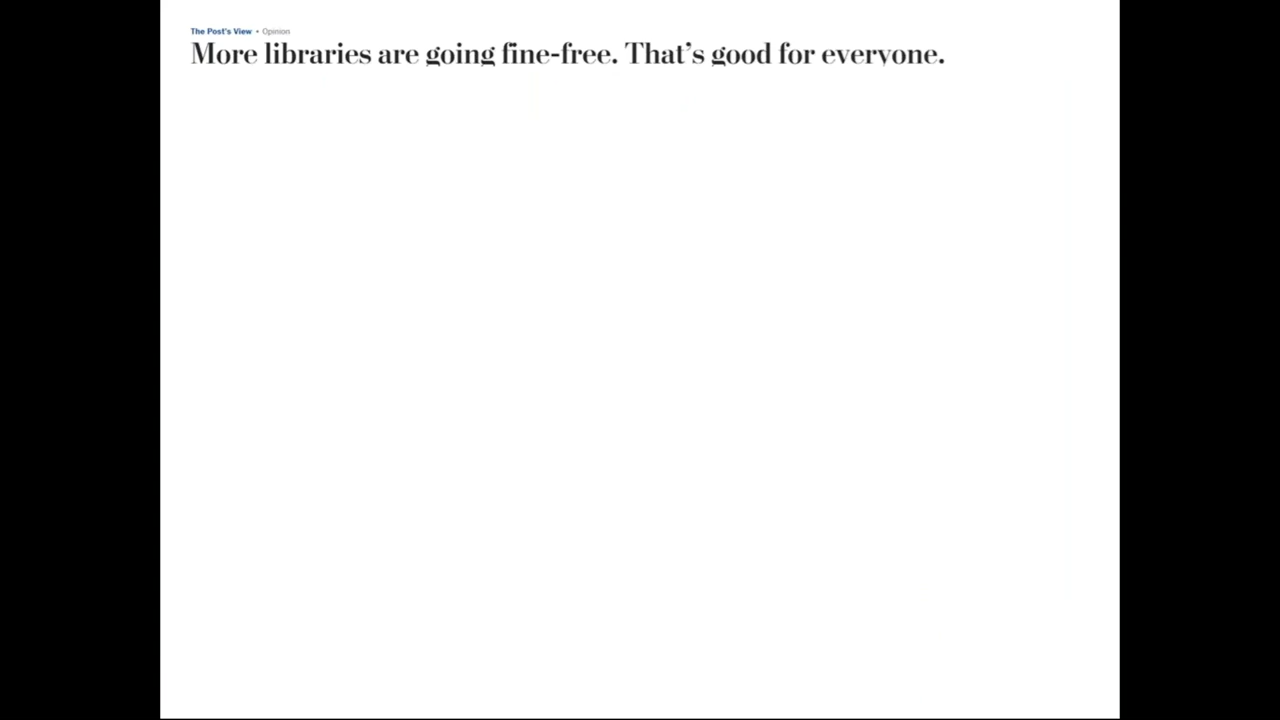 The Post's View • Opinion
More libraries are going fine-free. That’s good for everyone.